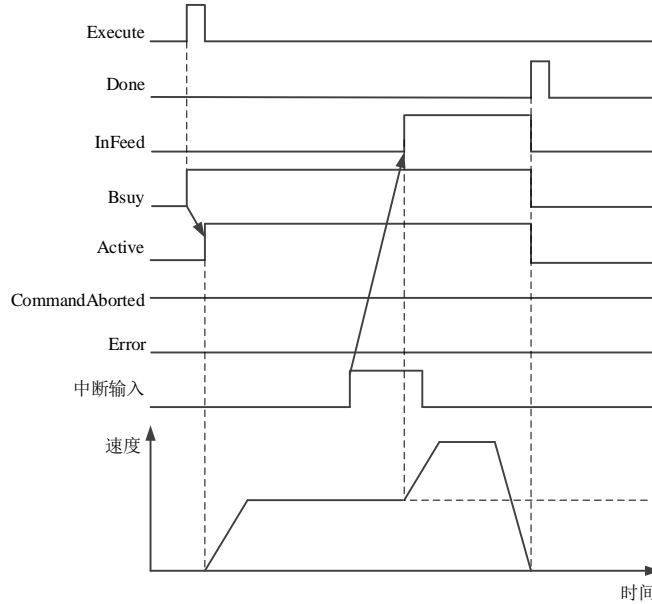 Execute
Done
InFeed
Bsuy
Active
CommandAborted
Error
中断输入
速度
时间